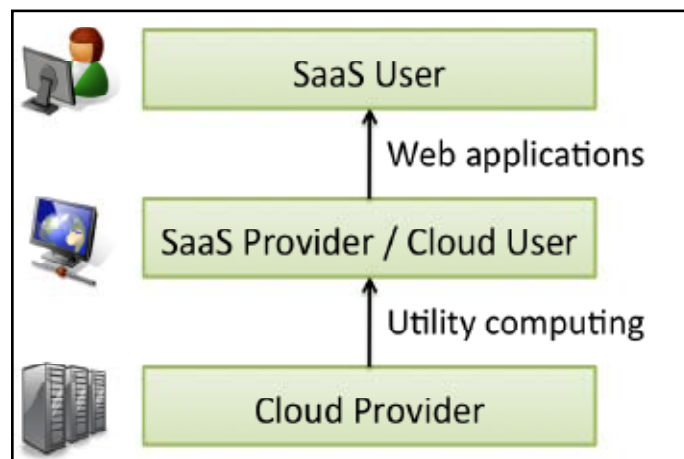 SaaS User
Web applications
SaaS Provider / Cloud User
Utility computing
Cloud Provider